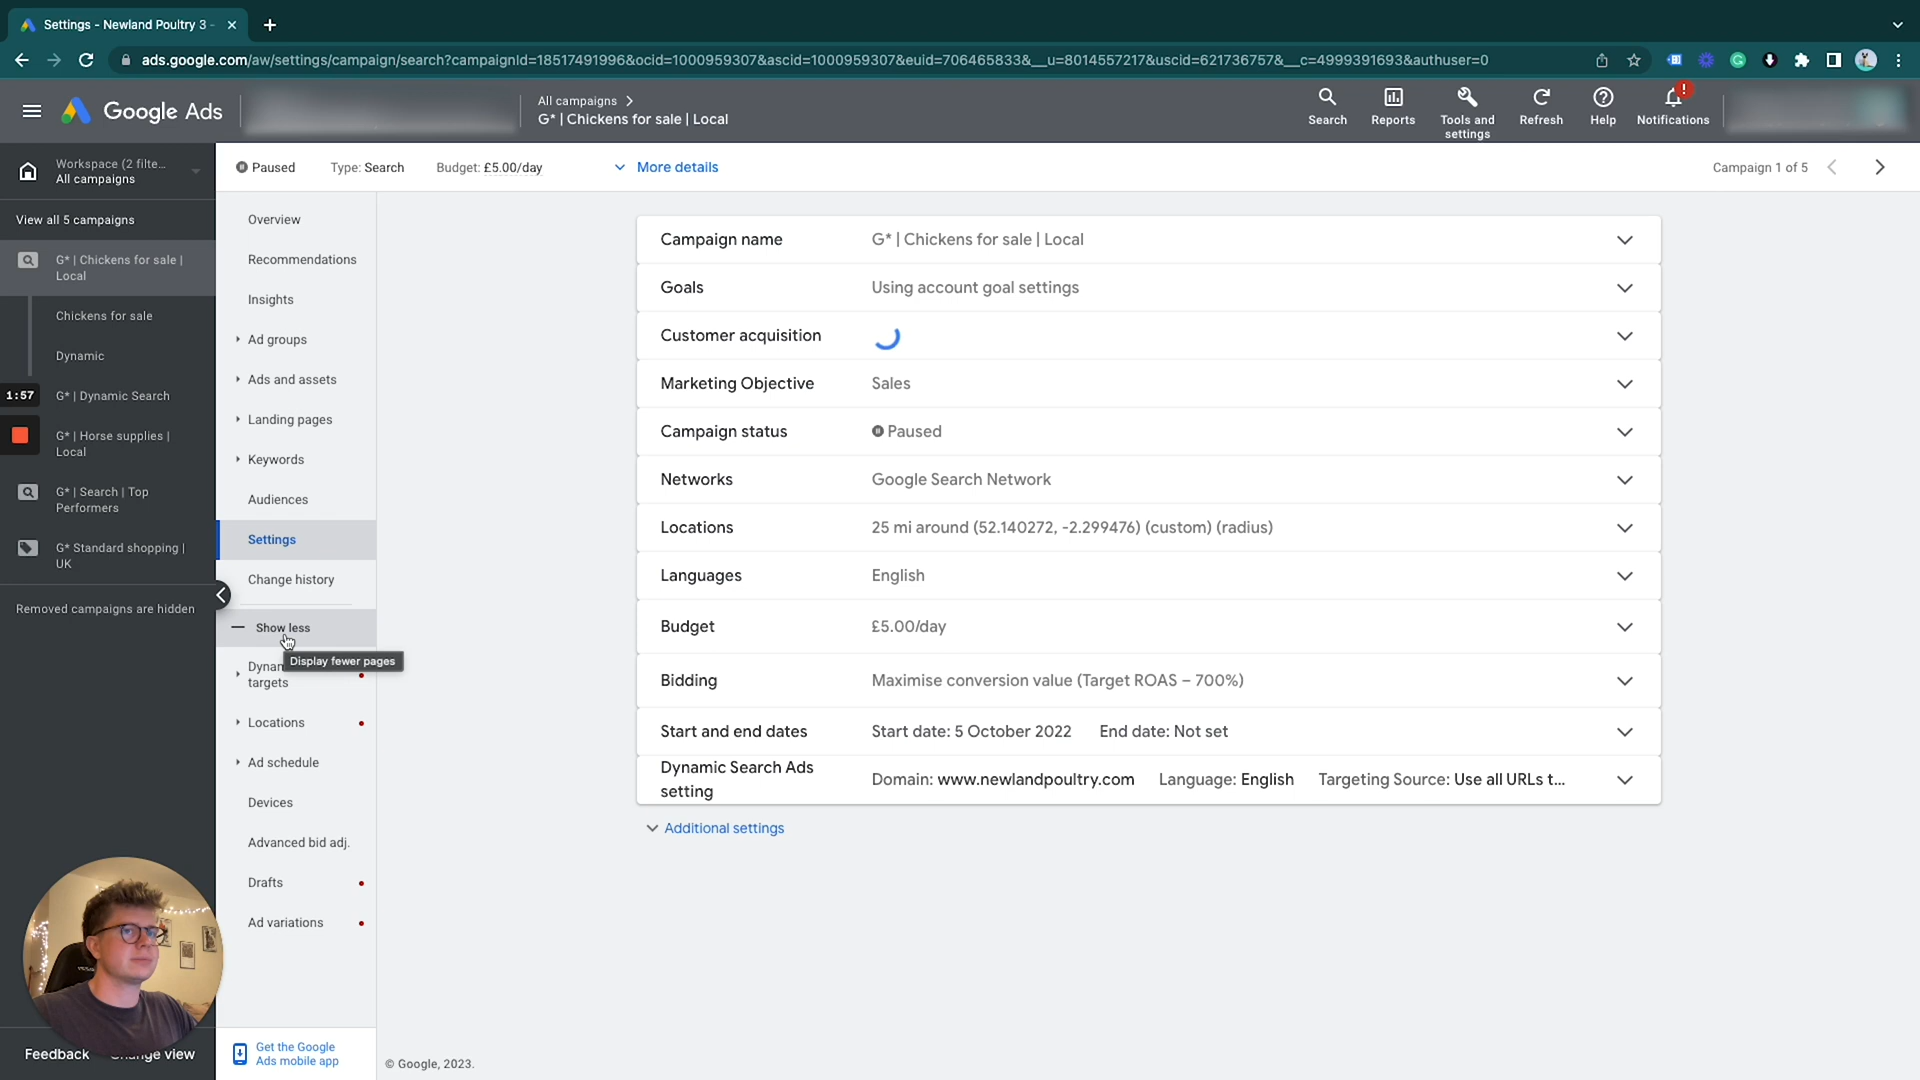 Settings - Newland Poultry 3 -
ads.google.com/aw/settings/campaign/search?campaignId=18517491996&ocid=1000959307&ascid=1000959307&euid=706465833&__u=8014557217&uscid=621736757&__c=4999391693&authuser=0
Google Ads
All campaigns
G* | Chickens for sale | Local
Search
Reports
Tools and
settings
Refresh
Help
!
Notifications
Workspace (2 filte...
All campaigns
Paused
Type: Search
Budget: £5.00/day
More details
Campaign 1 of 5
View all 5 campaigns
G* | Chickens for sale |
Local
Chickens for sale
Dynamic
1:57
G* | Dynamic Search
G* | Horse supplies |
Local
G* | Search | Top
Performers
G* Standard shopping |
UK
Removed campaigns are hidden
Overview
Recommendations
Insights
Ad groups
Ads and assets
Landing pages
Keywords
Audiences
Settings
Change history
Show less
Display fewer pages
Dynam
targets
Locations
Ad schedule
Devices
Advanced bid adj.
Drafts
Ad variations
Get the Google
Ads mobile app
Campaign name
G* | Chickens for sale | Local
Goals
Using account goal settings
Customer acquisition
Marketing Objective
Sales
Campaign status
Paused
Networks
Google Search Network
Locations
25 mi around (52.140272, -2.299476) (custom) (radius)
Languages
English
Budget
£5.00/day
Bidding
Maximise conversion value (Target ROAS – 700%)
Start and end dates
Start date: 5 October 2022
End date: Not set
Dynamic Search Ads
setting
Domain: www.newlandpoultry.com
Language: English
Targeting Source: Use all URLs t...
Additional settings
Feedback
view
© Google, 2023.